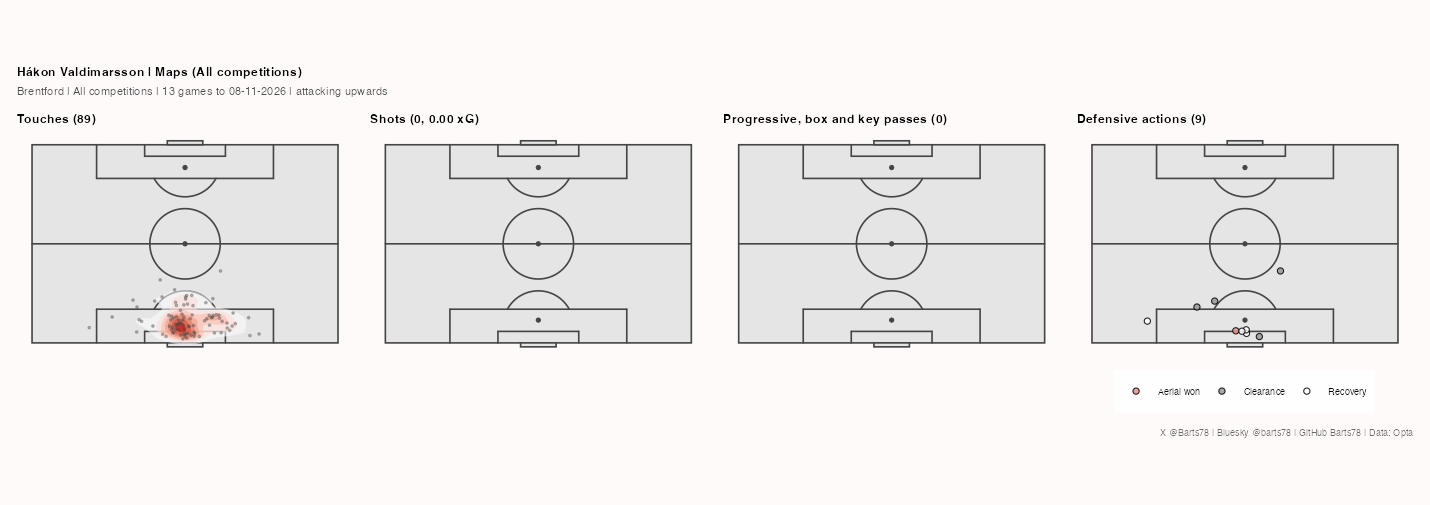 Hákon Valdimarsson | Maps (All competitions)
Brentford | All competitions | 13 games to 08-11-2026 | attacking upwards
Touches (89)
Shots (0, 0.00 xG)
Progressive, box and key passes (0)
Defensive actions (9)
Aerial won
Clearance
Recovery
X @Barts78 | Bluesky @barts78 | GitHub Barts78 | Data: Opta